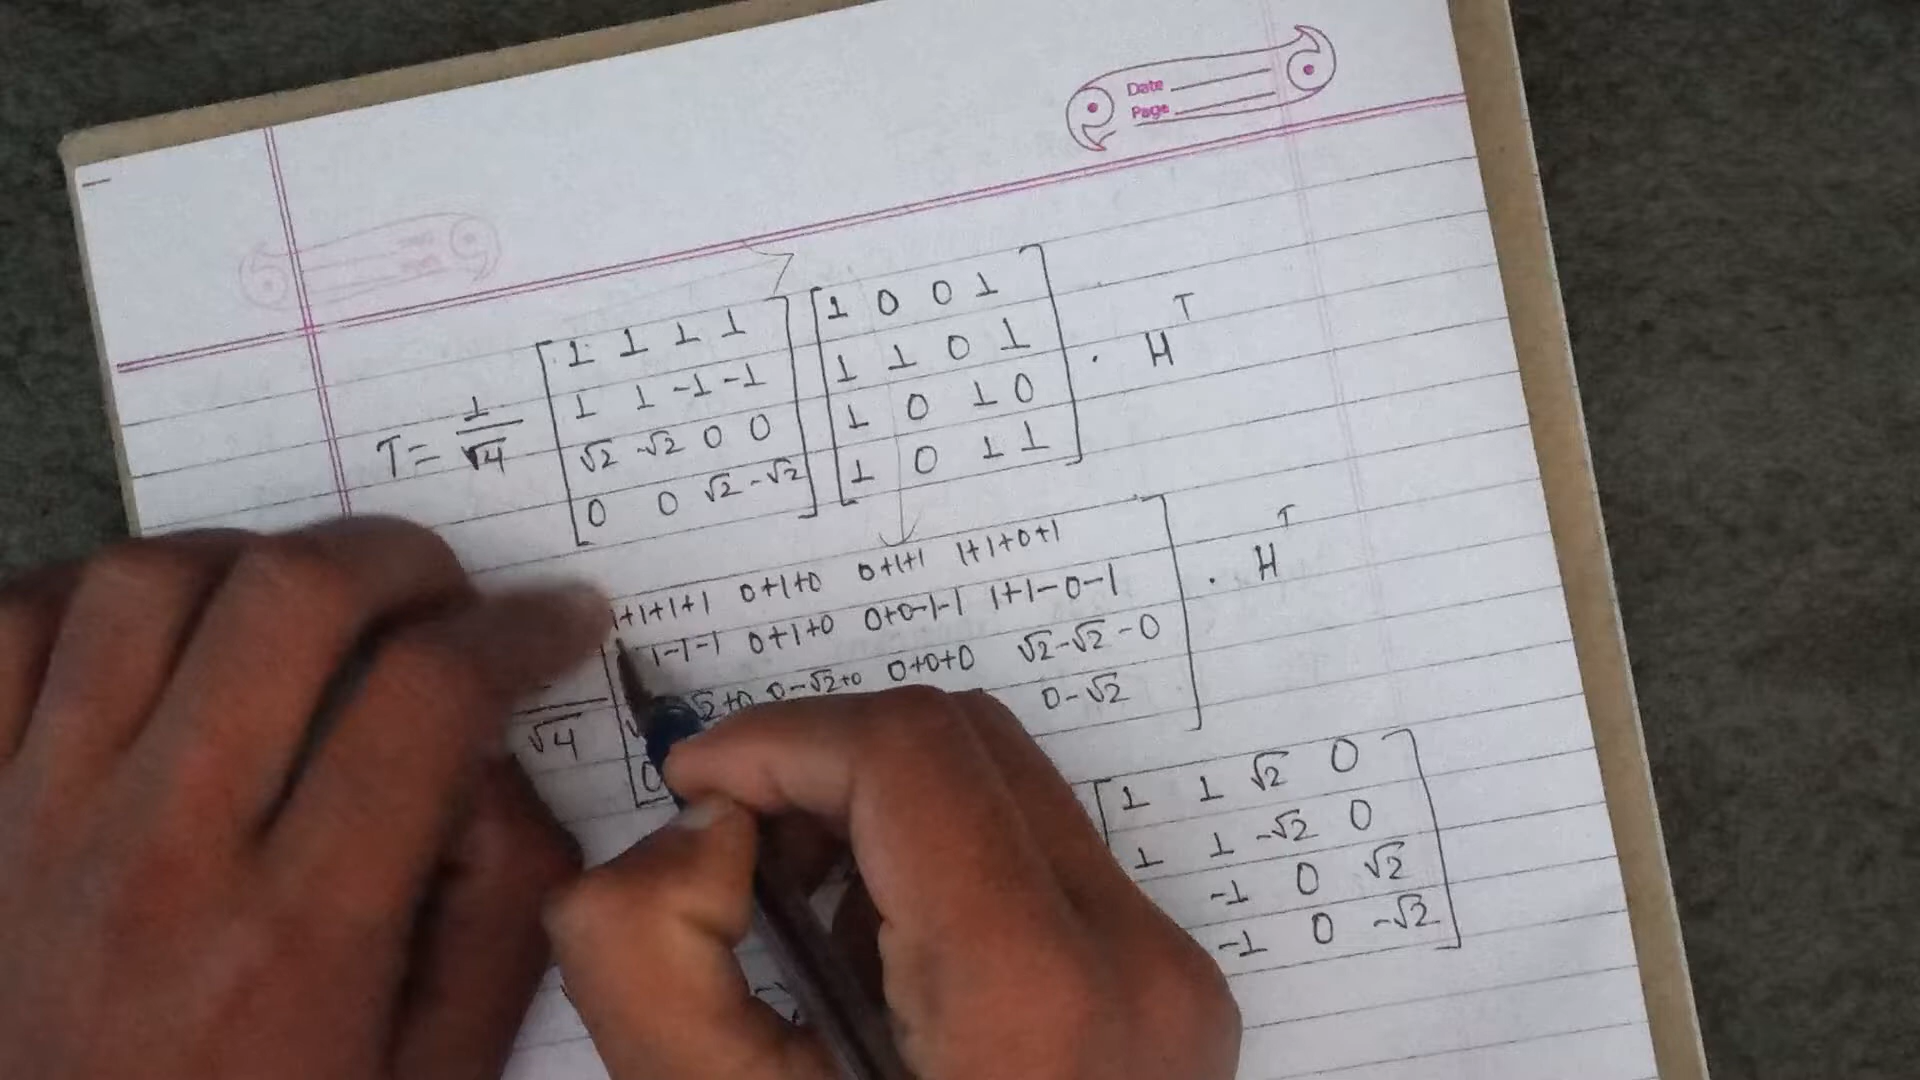 Date
Page
T = 1/√4 [1 1 1 1] [1 0 0 1] . H^T
[1 1 -1 -1] [1 1 0 1]
[√2 -√2 0 0] [1 0 1 0]
[0 0 √2 -√2] [1 0 1 1]
1+1+1+1 0+1+0 0+1+1 1+1+0+1 . H^T
1-1-1 0+1+0 0+0-1-1 1+1-0-1
√2+0 0-√2+0 0+0+0 √2-√2-0
√4 0 0-√2
1 1 √2 0
1 1 -√2 0
-1 0 √2
-1 0 -√2